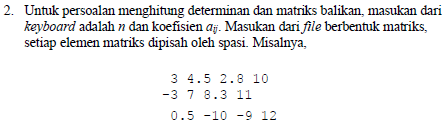 2. Untuk persoalan menghitung determinan dan matriks balikan, masukan dari
keyboard adalah n dan koefisien aij. Masukan dari file berbentuk matriks,
setiap elemen matriks dipisah oleh spasi. Misalnya,
3 4.5 2.8 10
-3 7 8.3 11
0.5 -10 -9 12